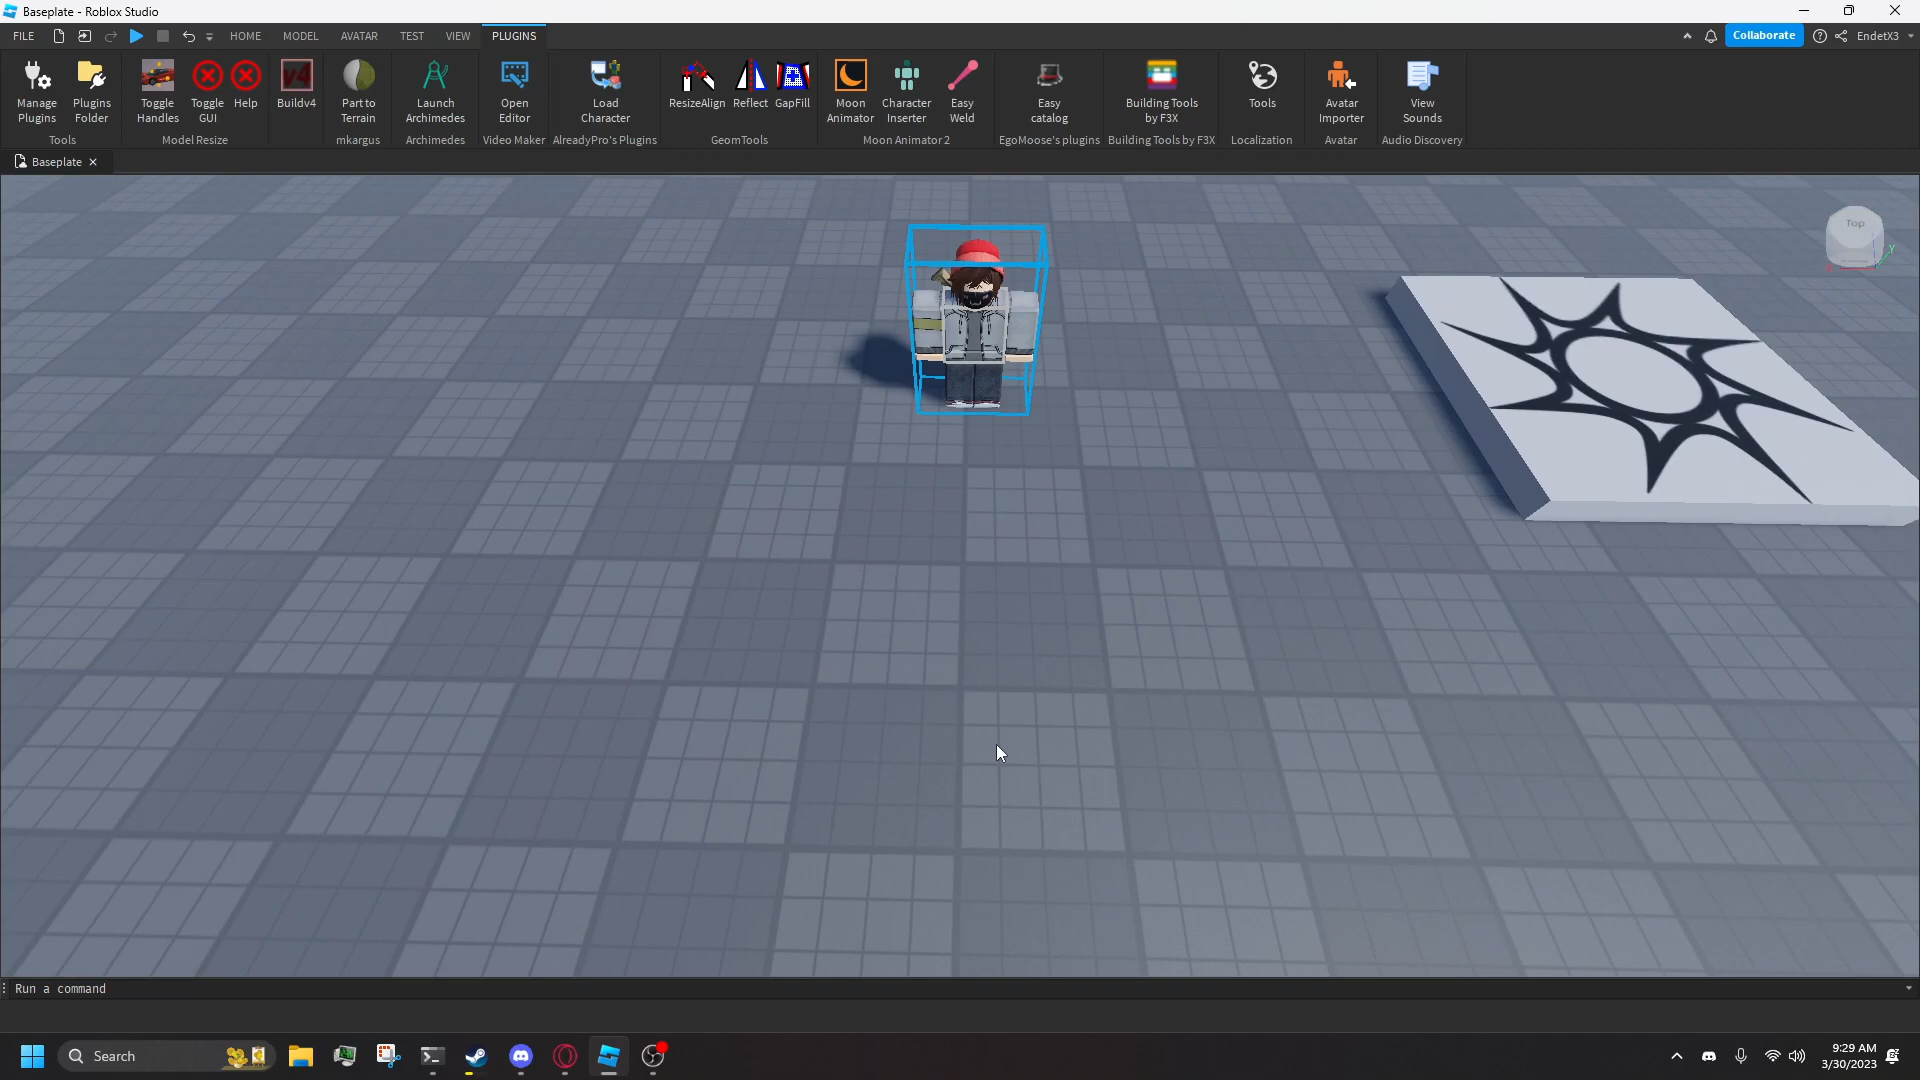 Baseplate - Roblox Studio
FILE HOME MODEL AVATAR TEST VIEW PLUGINS Collaborate EndetX3
Manage Plugins
Plugins Folder
Tools
Toggle Handles
Toggle GUI
Help
Model Resize
v4
Buildv4
Part to Terrain
mkargus
Launch Archimedes
Archimedes
Open Editor
Video Maker
Load Character
AlreadyPro's Plugins
ResizeAlign
Reflect
GapFill
GeomTools
Moon Animator
Character Inserter
Easy Weld
Moon Animator 2
Easy catalog
EgoMoose's plugins
Building Tools by F3X
Building Tools by F3X
Tools
Localization
Avatar Importer
Avatar
View Sounds
Audio Discovery
Baseplate
Top
Y
Run a command
Search
9:29 AM
3/30/2023